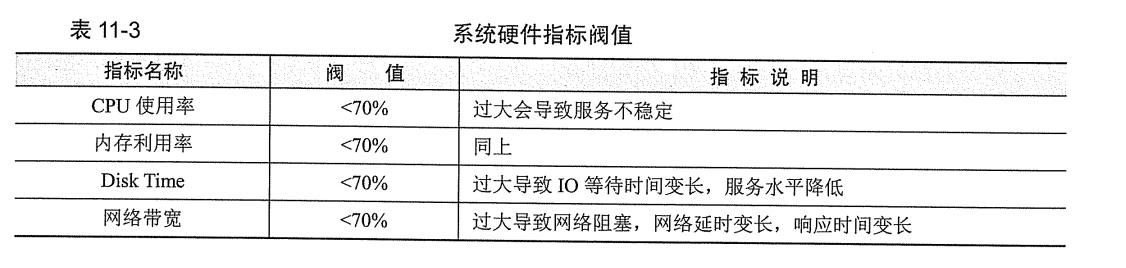 表 11-3 系统硬件指标阀值
指标名称 阀 值 指 标 说 明
CPU 使用率 <70% 过大会导致服务不稳定
内存利用率 <70% 同上
Disk Time <70% 过大导致 IO 等待时间变长，服务水平降低
网络带宽 <70% 过大导致网络阻塞，网络延时变长，响应时间变长